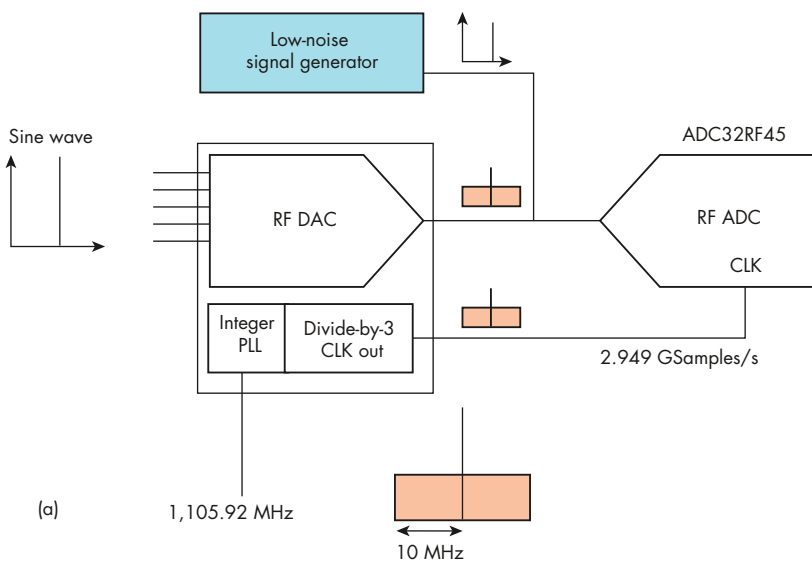 Low-noise
signal generator
Sine wave
ADC32RF45
RF DAC
RF ADC
CLK
Integer
PLL
Divide-by-3
CLK out
2.949 GSamples/s
(a)
1,105.92 MHz
10 MHz